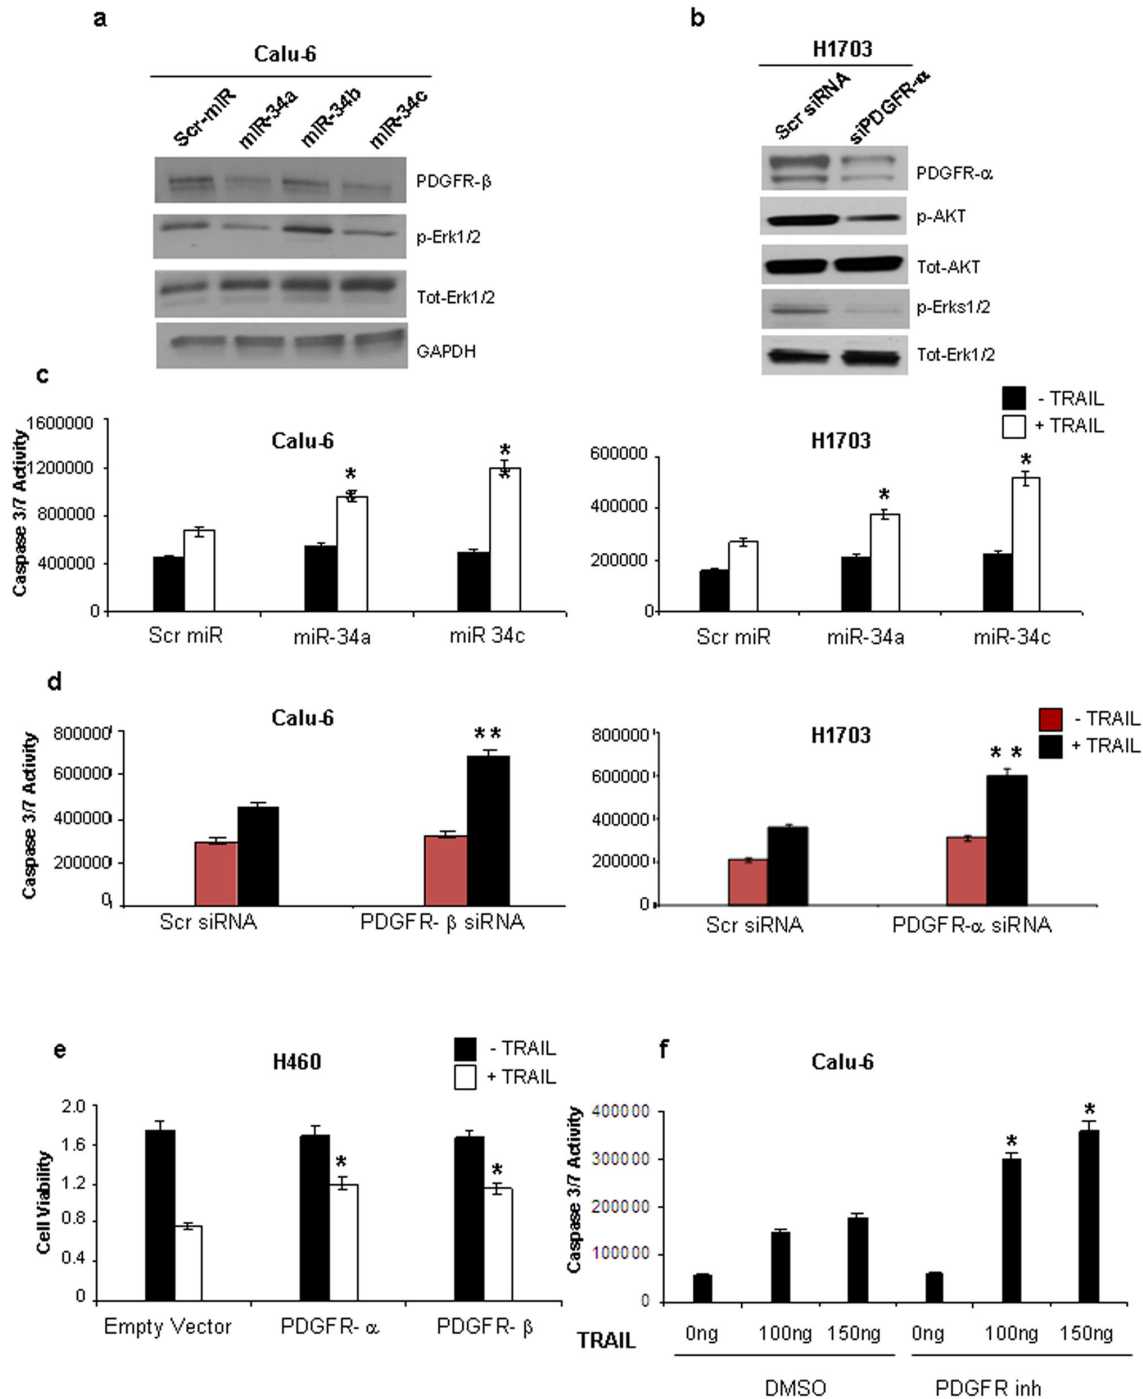 a
Calu-6
Scr-miR
miR-34a
miR-34b
miR-34c
PDGFR-β
p-Erk1/2
Tot-Erk1/2
GAPDH
b
H1703
Scr siRNA
siPDGFR-α
PDGFR-α
p-AKT
Tot-AKT
p-Erks1/2
Tot-Erk1/2
c
Calu-6
Caspase 3/7 Activity
1600000
1200000
800000
400000
0
*
*
*
Scr miR
miR-34a
miR 34c
H1703
- TRAIL
+ TRAIL
600000
400000
200000
0
*
*
Scr miR
miR-34a
miR-34c
d
Calu-6
Caspase 3/7 Activity
800000
600000
400000
200000
0
**
Scr siRNA
PDGFR- β siRNA
H1703
- TRAIL
+ TRAIL
800000
600000
400000
200000
0
**
Scr siRNA
PDGFR-α siRNA
e
H460
- TRAIL
+ TRAIL
Cell Viability
2.0
1.6
1.2
0.8
0.4
0
*
*
Empty Vector
PDGFR- α
PDGFR- β
f
Calu-6
Caspase 3/7 Activity
400000
300000
200000
100000
0
*
*
TRAIL
0ng
100ng
150ng
0ng
100ng
150ng
DMSO
PDGFR inh